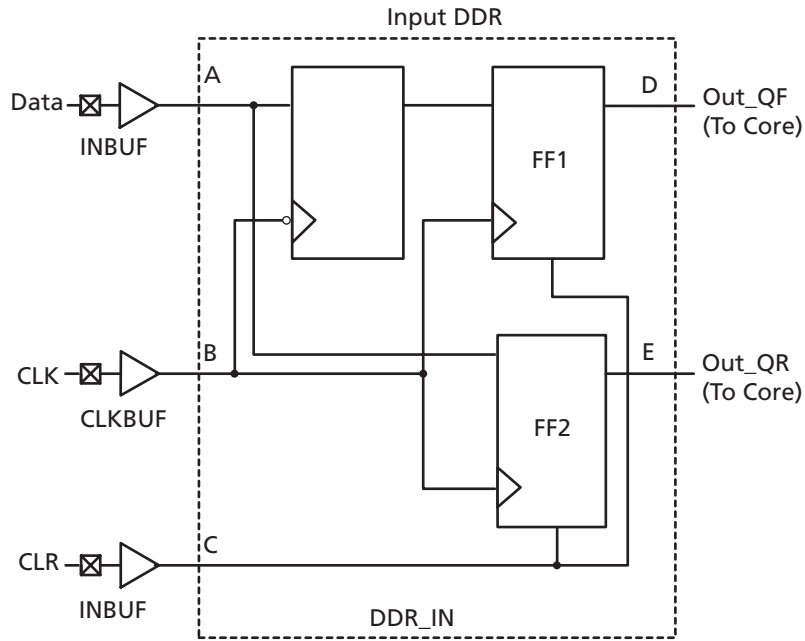 Input DDR
A
D
Data
INBUF
FF1
Out_QF
(To Core)
B
E
CLK
CLKBUF
Out_QR
(To Core)
FF2
C
CLR
INBUF
DDR_IN